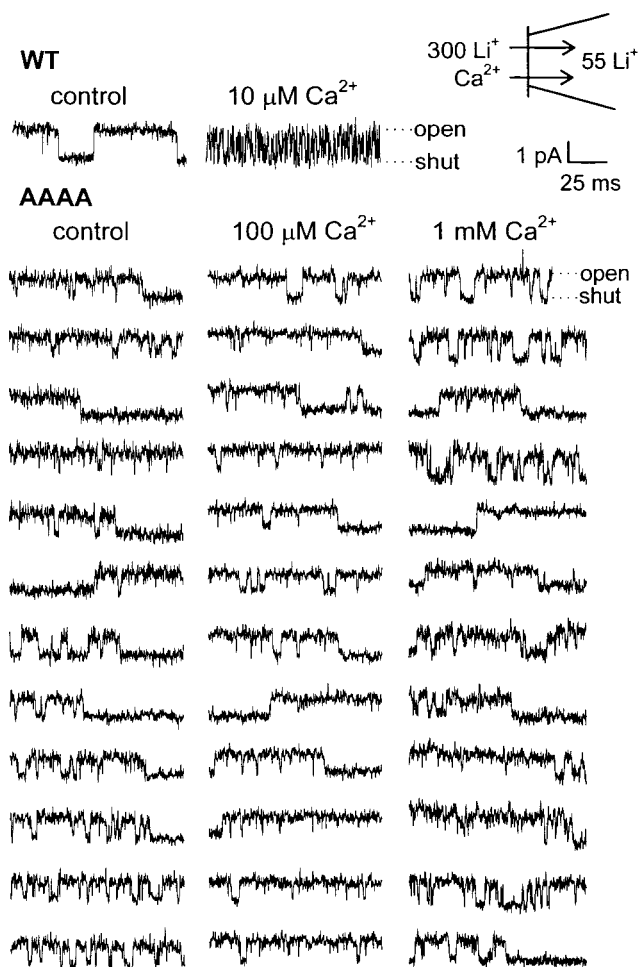 WT
300 Li⁺
55 Li⁺
Ca²⁺
control
10 μM Ca²⁺
open
shut
1 pA
25 ms
AAAA
control
100 μM Ca²⁺
1 mM Ca²⁺
open
shut